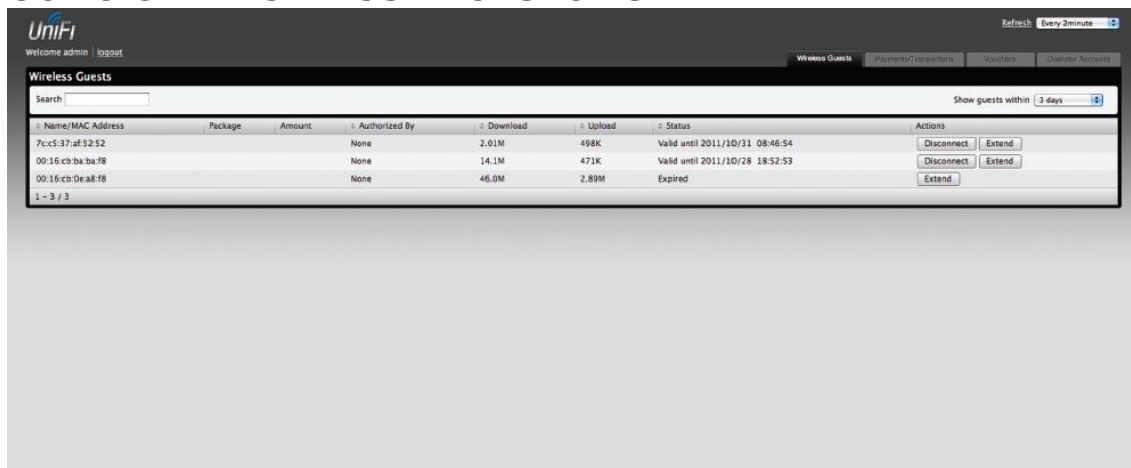 UniFi
Refresh Every 2minute
Welcome admin | logout
Wireless Guests Payments/Transactions Vouchers Operator Accounts
Wireless Guests
Search Show guests within 3 days
Name/MAC Address Package Amount Authorized By Download Upload Status Actions
7c:c5:37:af:52:52 None 2.01M 498K Valid until 2011/10/31 08:46:54 Disconnect Extend
00:16:cb:ba:ba:f8 None 14.1M 471K Valid until 2011/10/28 18:52:53 Disconnect Extend
00:16:cb:0e:a8:f8 None 46.0M 2.89M Expired Extend
1 - 3 / 3